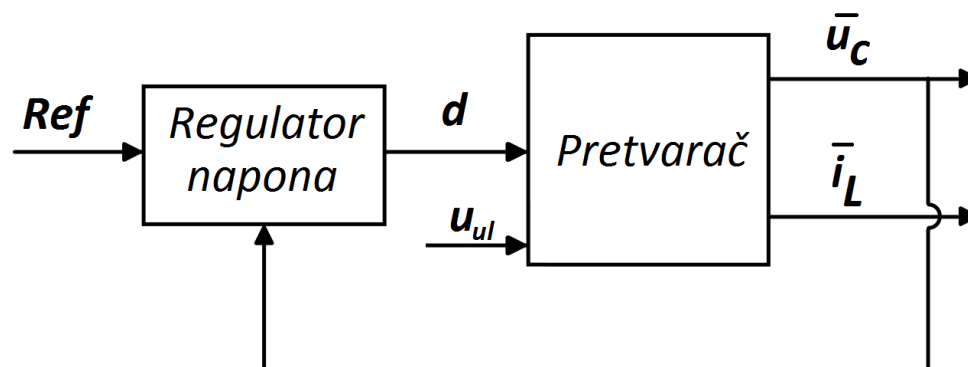 Ref
Regulator
napona
d
u_ul
Pretvarač
ū_c
ī_L